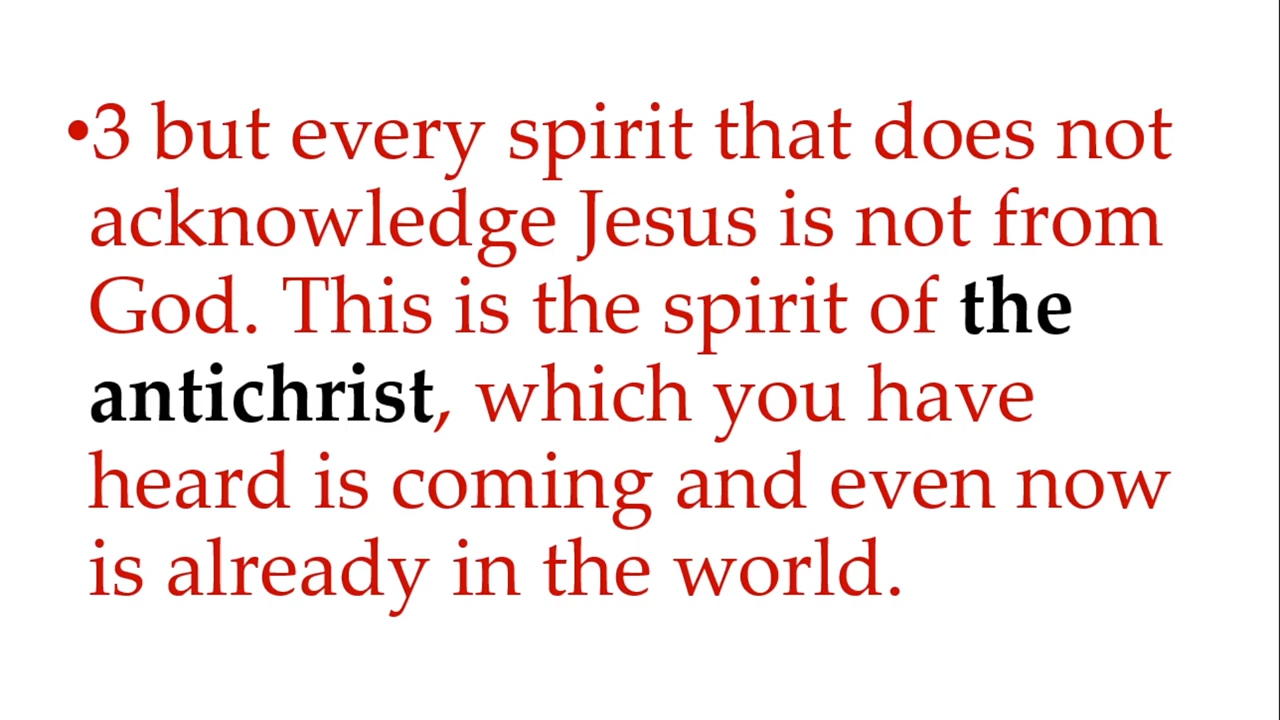 •3 but every spirit that does not
acknowledge Jesus is not from
God. This is the spirit of the
antichrist, which you have
heard is coming and even now
is already in the world.